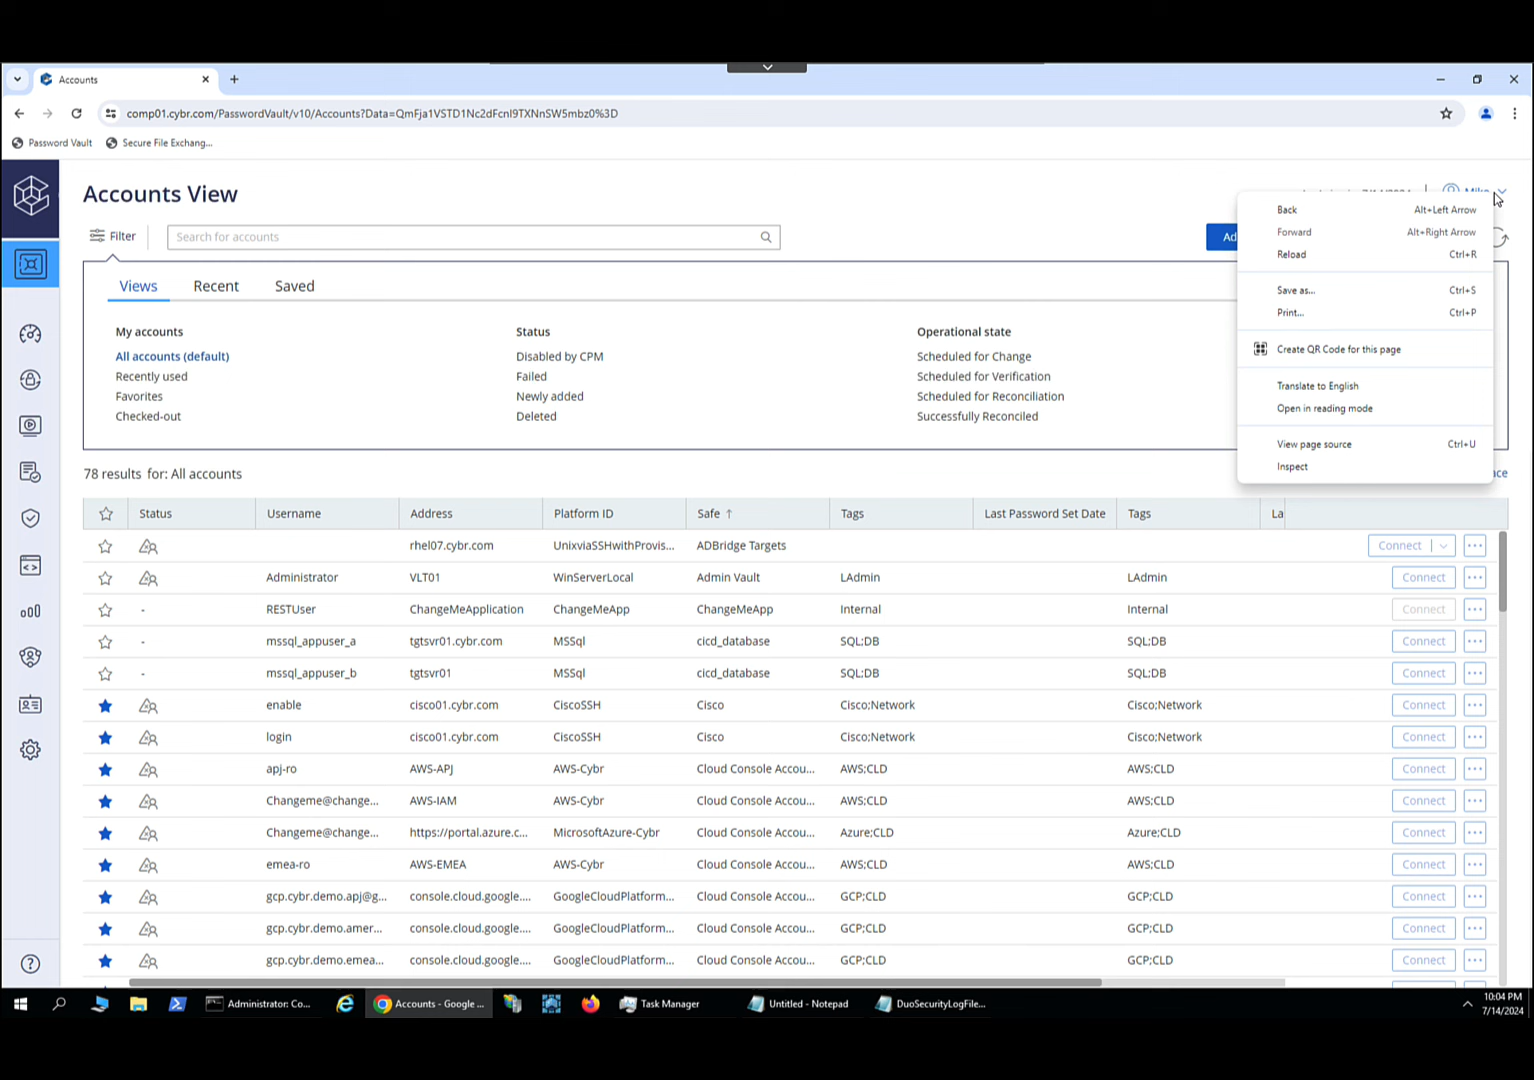 Accounts
comp01.cybr.com/PasswordVault/v10/Accounts?Data=QmFja1VSTD1Nc2dFcnI9TXNnSW5mbz0%3D
Password Vault Secure File Exchang...
Accounts View
Filter Search for accounts Ad
Views Recent Saved
My accounts Status Operational state
All accounts (default) Disabled by CPM Scheduled for Change
Recently used Failed Scheduled for Verification
Favorites Newly added Scheduled for Reconciliation
Checked-out Deleted Successfully Reconciled
Back Alt+Left Arrow
Forward Alt+Right Arrow
Reload Ctrl+R
Save as... Ctrl+S
Print... Ctrl+P
Create QR Code for this page
Translate to English
Open in reading mode
View page source Ctrl+U
Inspect
78 results for: All accounts
Status Username Address Platform ID Safe ↑ Tags Last Password Set Date Tags La
rhel07.cybr.com UnixviaSSHwithProvis... ADBridge Targets Connect ...
Administrator VLT01 WinServerLocal Admin Vault LAdmin LAdmin Connect ...
- RESTUser ChangeMeApplication ChangeMeApp ChangeMeApp Internal Internal Connect ...
- mssql_appuser_a tgtsvr01.cybr.com MSSql cicd_database SQL;DB SQL;DB Connect ...
- mssql_appuser_b tgtsvr01 MSSql cicd_database SQL;DB SQL;DB Connect ...
enable cisco01.cybr.com CiscoSSH Cisco Cisco;Network Cisco;Network Connect ...
login cisco01.cybr.com CiscoSSH Cisco Cisco;Network Cisco;Network Connect ...
apj-ro AWS-APJ AWS-Cybr Cloud Console Accou... AWS;CLD AWS;CLD Connect ...
Changeme@change... AWS-IAM AWS-Cybr Cloud Console Accou... AWS;CLD AWS;CLD Connect ...
Changeme@change... https://portal.azure.c... MicrosoftAzure-Cybr Cloud Console Accou... Azure;CLD Azure;CLD Connect ...
emea-ro AWS-EMEA AWS-Cybr Cloud Console Accou... AWS;CLD AWS;CLD Connect ...
gcp.cybr.demo.apj@g... console.cloud.google.... GoogleCloudPlatform... Cloud Console Accou... GCP;CLD GCP;CLD Connect ...
gcp.cybr.demo.amer... console.cloud.google.... GoogleCloudPlatform... Cloud Console Accou... GCP;CLD GCP;CLD Connect ...
gcp.cybr.demo.emea... console.cloud.google.... GoogleCloudPlatform... Cloud Console Accou... GCP;CLD GCP;CLD Connect ...
Administrator: Co... Accounts - Google ... Task Manager Untitled - Notepad DuoSecurityLogFile... 10:04 PM
7/14/2024